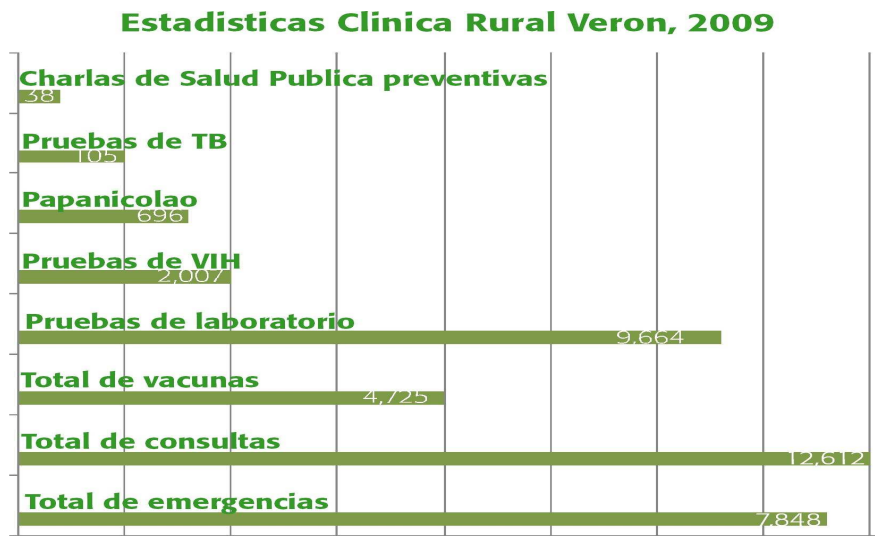 Estadisticas Clinica Rural Veron, 2009
Charlas de Salud Publica preventivas
38
Pruebas de TB
105
Papanicolao
696
Pruebas de VIH
2,007
Pruebas de laboratorio
9,664
Total de vacunas
4,725
Total de consultas
12,612
Total de emergencias
7,848